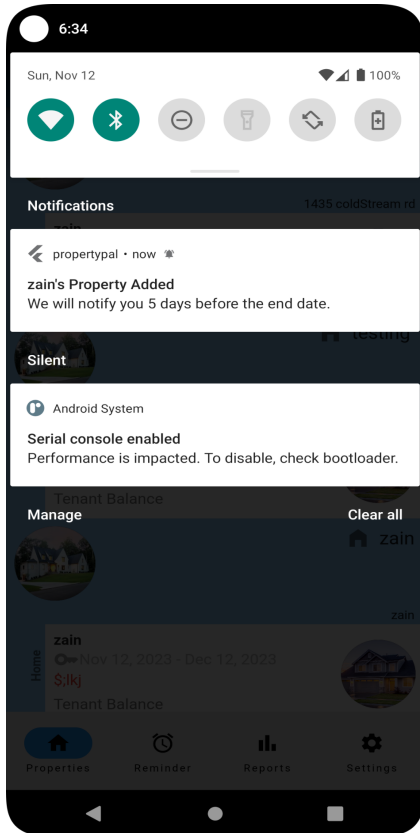 6:34
Sun, Nov 12
100%
Notifications
1435 coldStream rd
zain
propertypal • now
zain's Property Added
We will notify you 5 days before the end date.
testing
Silent
Android System
Serial console enabled
Performance is impacted. To disable, check bootloader.
Tenant Balance
Manage
Clear all
zain
zain
Home
zain
Nov 12, 2023 - Dec 12, 2023
$;lkj
Tenant Balance
Properties
Reminder
Reports
Settings